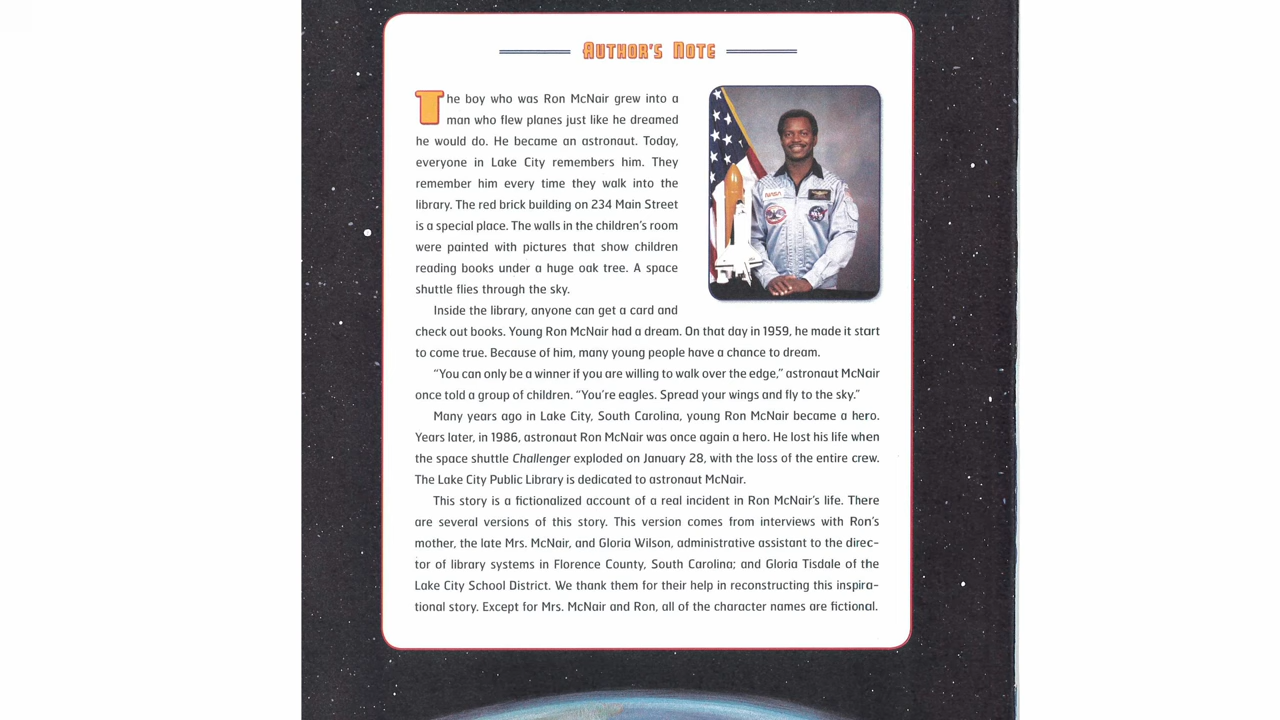 AUTHOR'S NOTE
The boy who was Ron McNair grew into a
man who flew planes just like he dreamed
he would do. He became an astronaut. Today,
everyone in Lake City remembers him. They
remember him every time they walk into the
library. The red brick building on 234 Main Street
is a special place. The walls in the children's room
were painted with pictures that show children
reading books under a huge oak tree. A space
shuttle flies through the sky.
Inside the library, anyone can get a card and
check out books. Young Ron McNair had a dream. On that day in 1959, he made it start
to come true. Because of him, many young people have a chance to dream.
"You can only be a winner if you are willing to walk over the edge," astronaut McNair
once told a group of children. "You're eagles. Spread your wings and fly to the sky."
Many years ago in Lake City, South Carolina, young Ron McNair became a hero.
Years later, in 1986, astronaut Ron McNair was once again a hero. He lost his life when
the space shuttle Challenger exploded on January 28, with the loss of the entire crew.
The Lake City Public Library is dedicated to astronaut McNair.
This story is a fictionalized account of a real incident in Ron McNair's life. There
are several versions of this story. This version comes from interviews with Ron's
mother, the late Mrs. McNair, and Gloria Wilson, administrative assistant to the direc-
tor of library systems in Florence County, South Carolina; and Gloria Tisdale of the
Lake City School District. We thank them for their help in reconstructing this inspira-
tional story. Except for Mrs. McNair and Ron, all of the character names are fictional.
NASA